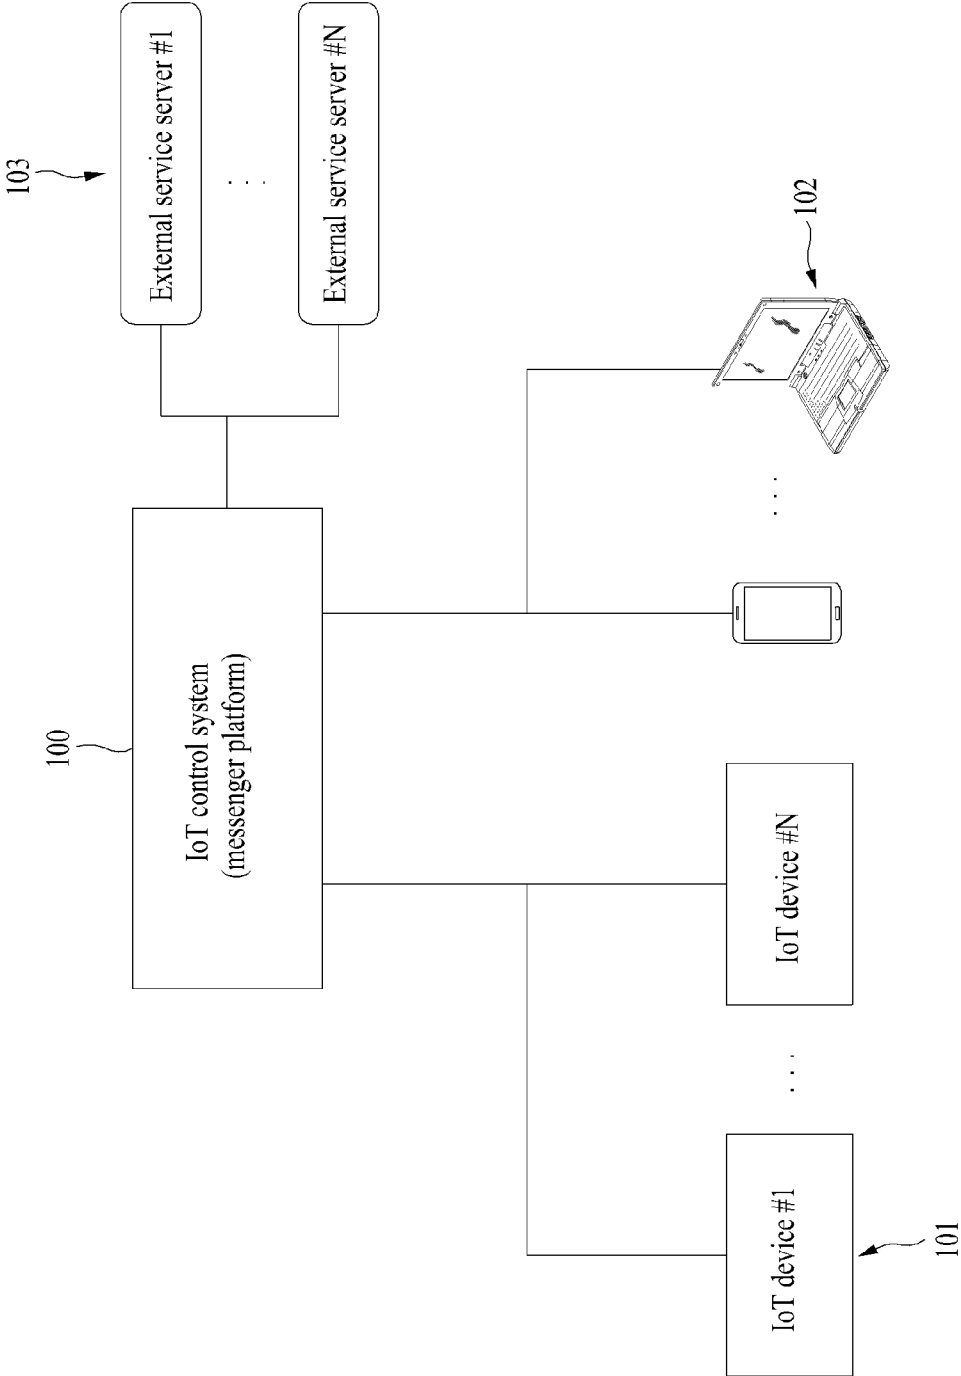 103
100
External service server #1
IoT control system
(messenger platform)
. . .
External service server #N
IoT device #1
. . .
IoT device #N
. . .
102
101